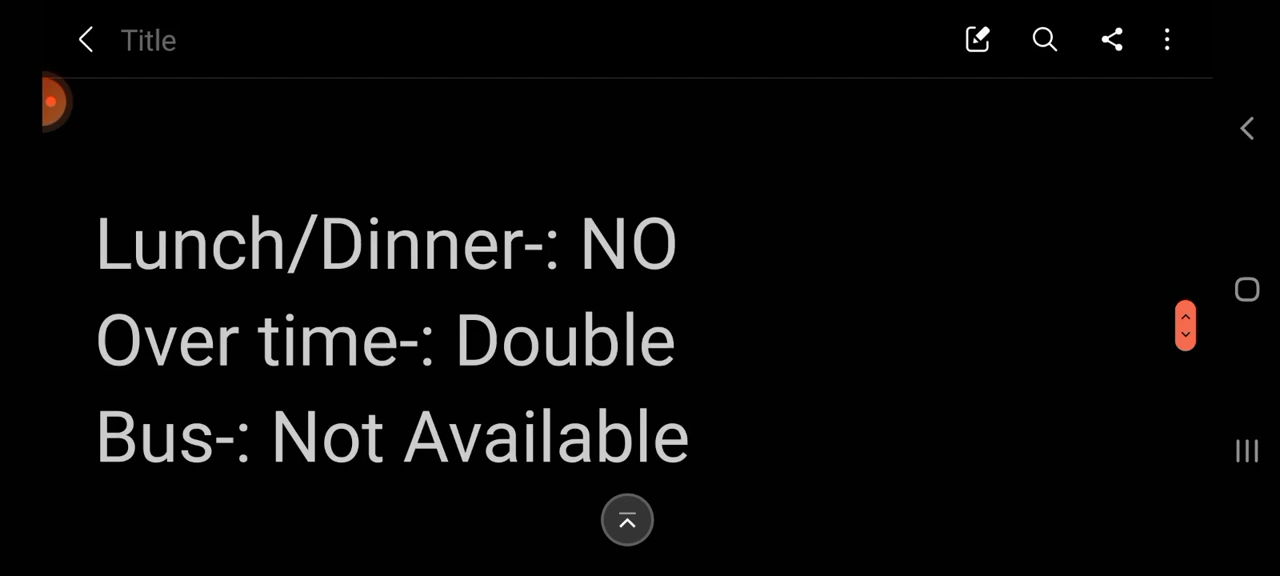 Title
Lunch/Dinner-: NO
Over time-: Double
Bus-: Not Available